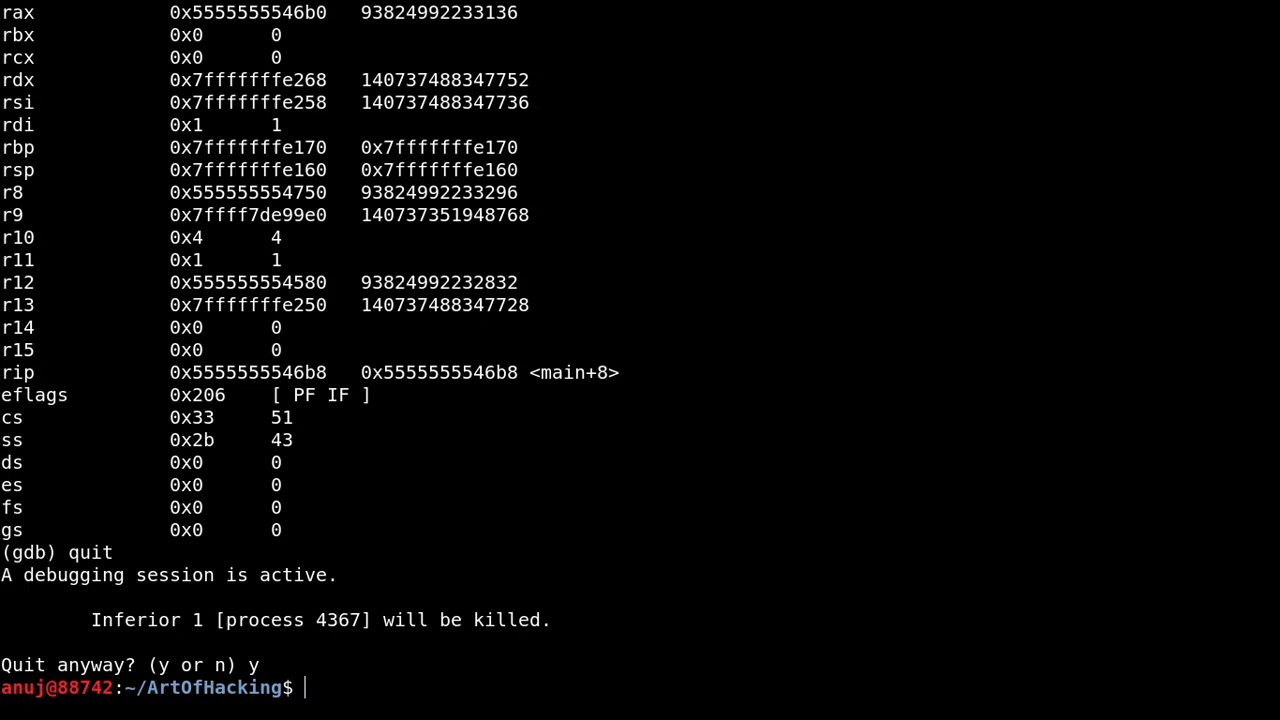 rax 0x5555555546b0 93824992233136
rbx 0x0 0
rcx 0x0 0
rdx 0x7fffffffe268 140737488347752
rsi 0x7fffffffe258 140737488347736
rdi 0x1 1
rbp 0x7fffffffe170 0x7fffffffe170
rsp 0x7fffffffe160 0x7fffffffe160
r8 0x555555554750 93824992233296
r9 0x7ffff7de99e0 140737351948768
r10 0x4 4
r11 0x1 1
r12 0x555555554580 93824992232832
r13 0x7fffffffe250 140737488347728
r14 0x0 0
r15 0x0 0
rip 0x5555555546b8 0x5555555546b8 <main+8>
eflags 0x206 [ PF IF ]
cs 0x33 51
ss 0x2b 43
ds 0x0 0
es 0x0 0
fs 0x0 0
gs 0x0 0
(gdb) quit
A debugging session is active.
Inferior 1 [process 4367] will be killed.
Quit anyway? (y or n) y
anuj@88742:~/ArtOfHacking$